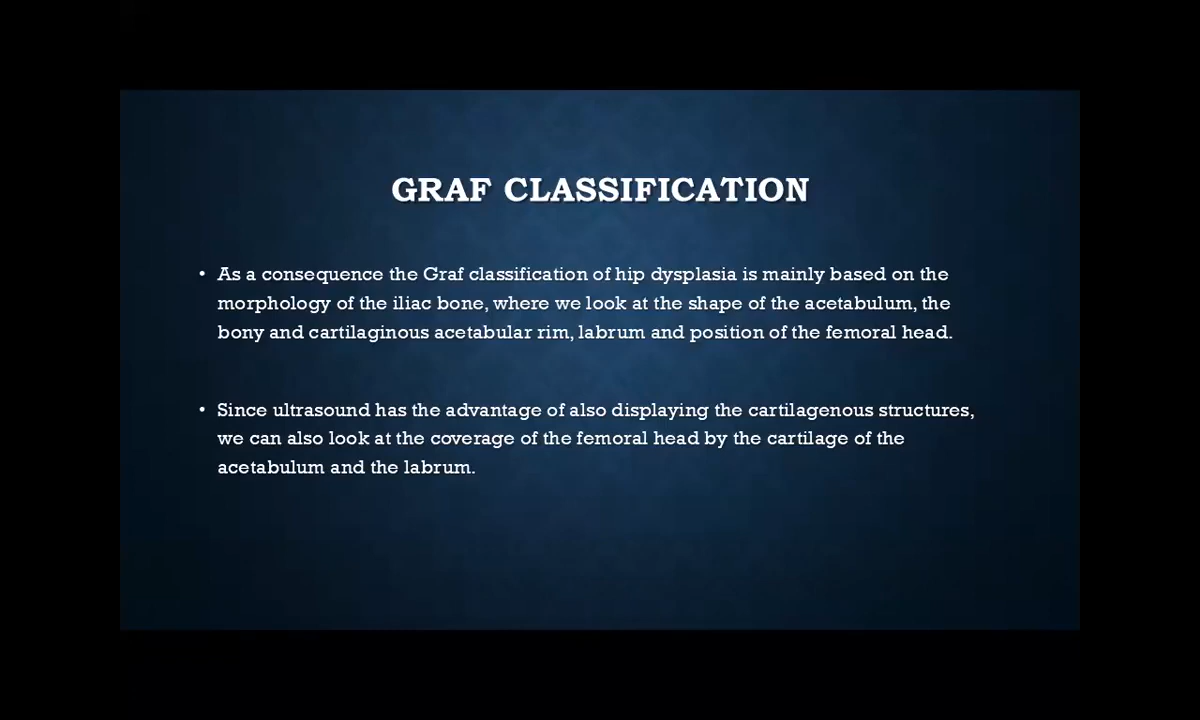 GRAF CLASSIFICATION
• As a consequence the Graf classification of hip dysplasia is mainly based on the
morphology of the iliac bone, where we look at the shape of the acetabulum, the
bony and cartilaginous acetabular rim, labrum and position of the femoral head.
• Since ultrasound has the advantage of also displaying the cartilagenous structures,
we can also look at the coverage of the femoral head by the cartilage of the
acetabulum and the labrum.